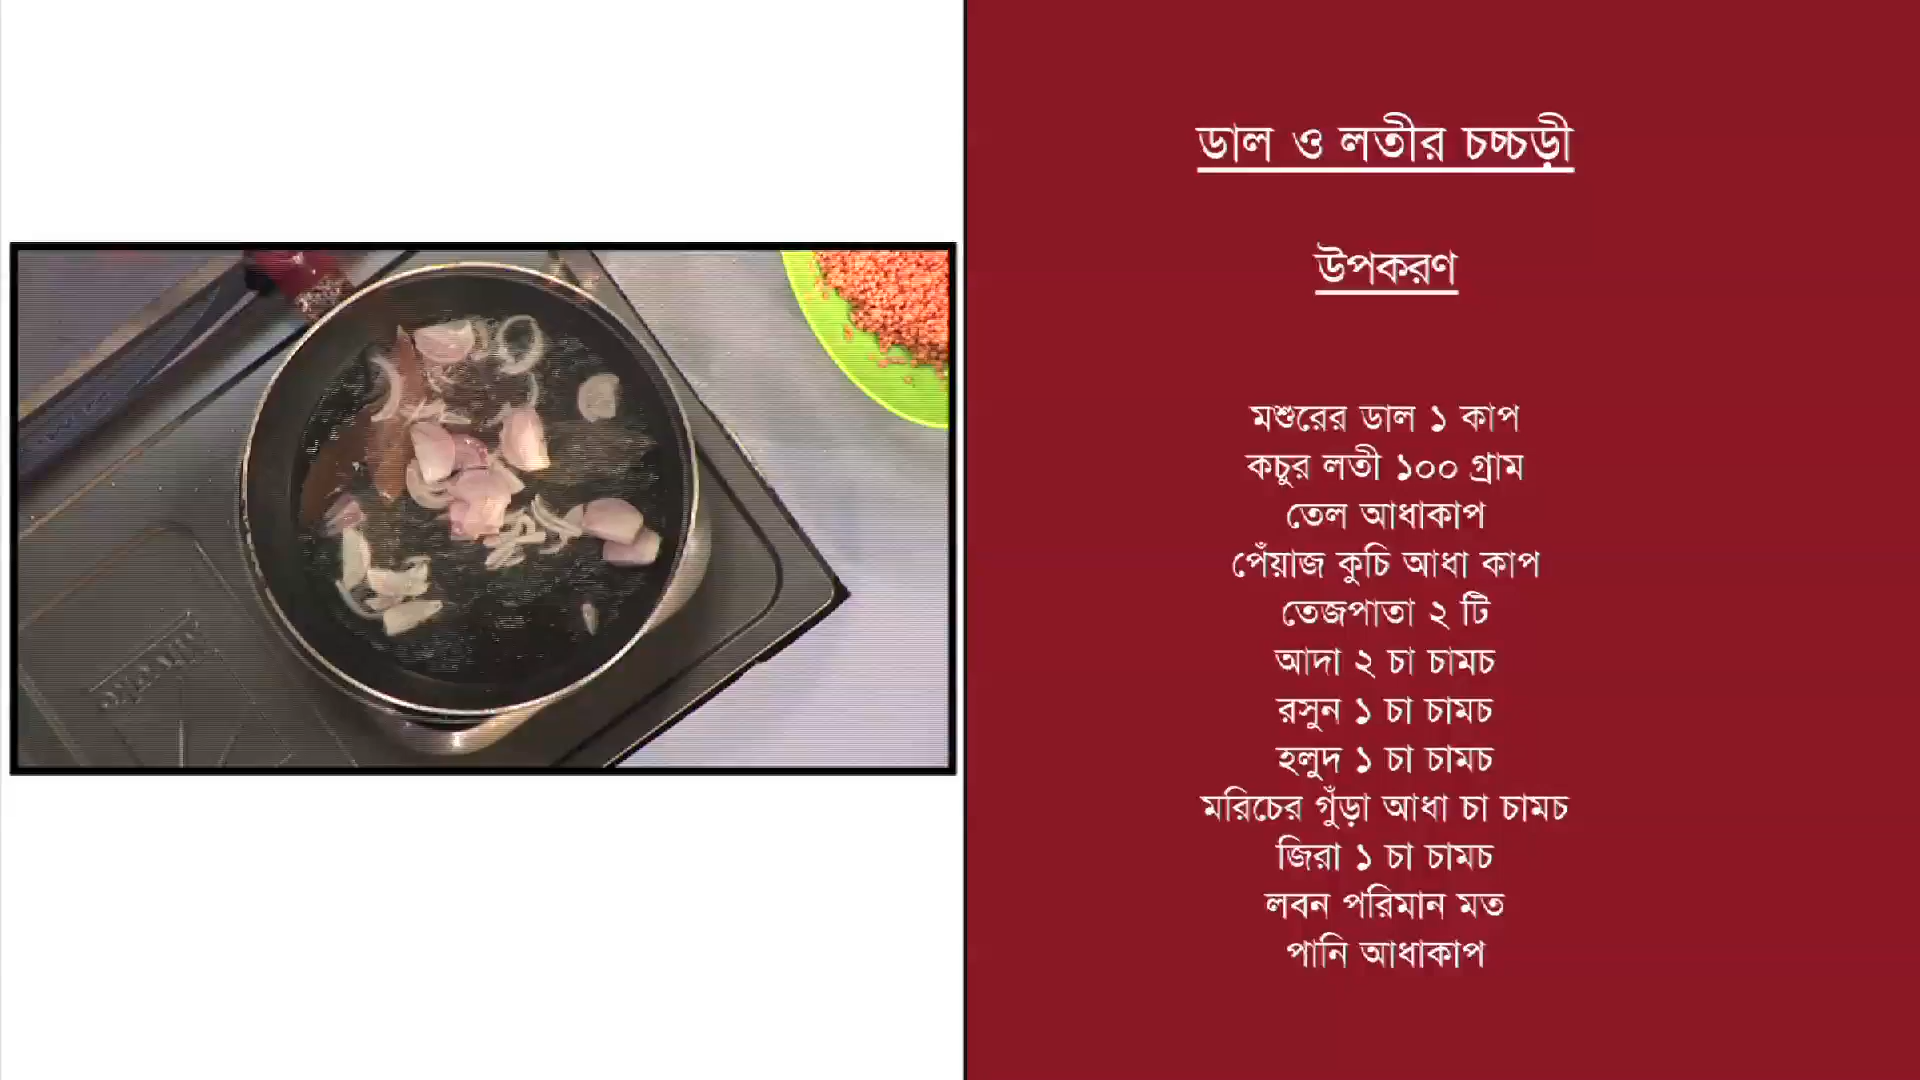 ডাল ও লতীর চচ্চড়ী
উপকরণ
মশুরের ডাল ১ কাপ
কচুর লতী ১০০ গ্রাম
তেল আধাকাপ
পেঁয়াজ কুচি আধা কাপ
তেজপাতা ২ টি
আদা ২ চা চামচ
রসুন ১ চা চামচ
হলুদ ১ চা চামচ
মরিচের গুঁড়া আধা চা চামচ
জিরা ১ চা চামচ
লবন পরিমান মত
পানি আধাকাপ